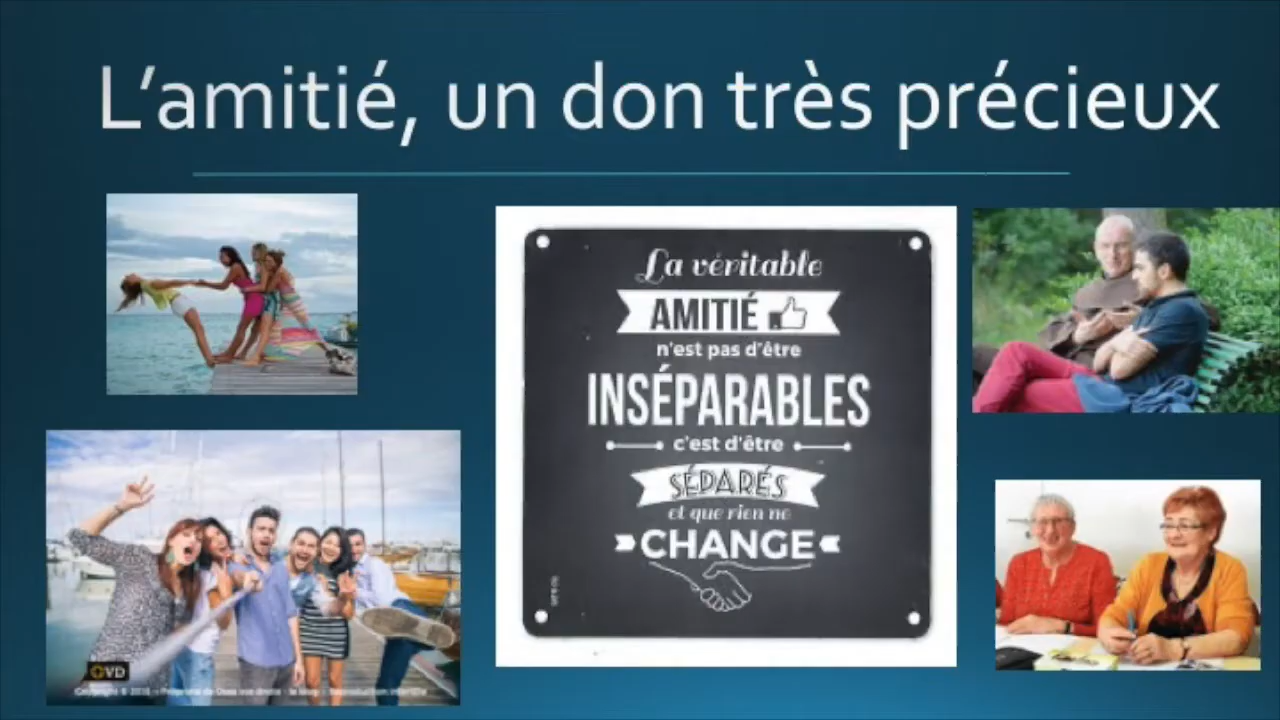 L'amitié, un don très précieux
La véritable
AMITIÉ
n'est pas d'être
INSÉPARABLES
c'est d'être
SÉPARÉS
et que rien ne
CHANGE
OVD